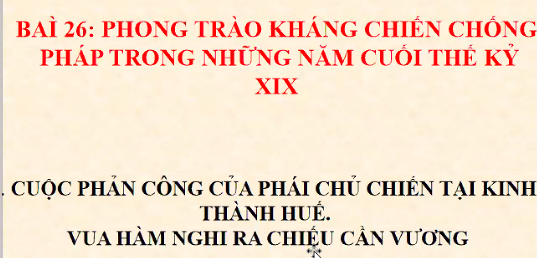 BAÌ 26: PHONG TRÀO KHÁNG CHIẾN CHỐNG
PHÁP TRONG NHỮNG NĂM CUỐI THẾ KỶ
XIX
. CUỘC PHẢN CÔNG CỦA PHÁI CHỦ CHIẾN TẠI KINH
THÀNH HUẾ.
VUA HÀM NGHI RA CHIẾU CẦN VƯƠNG